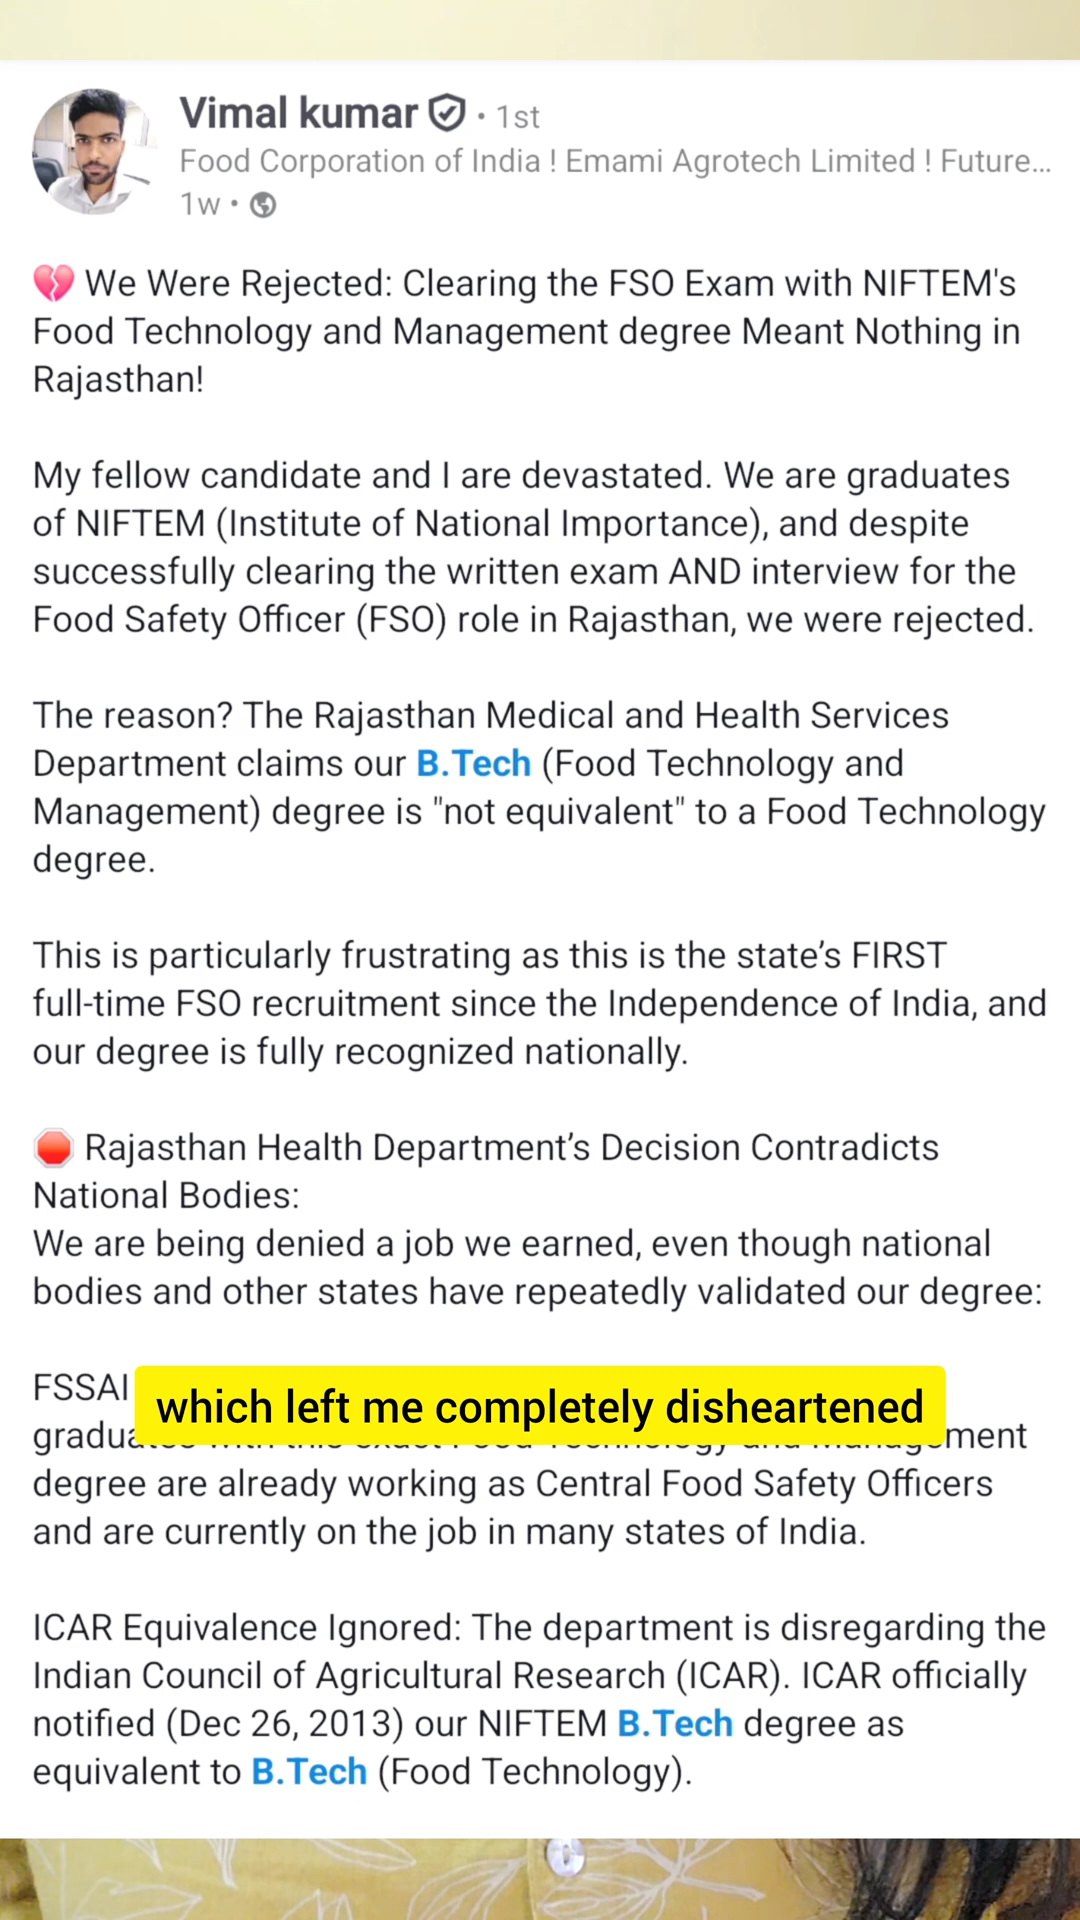 Vimal kumar • 1st
Food Corporation of India ! Emami Agrotech Limited ! Future...
1w •
💔 We Were Rejected: Clearing the FSO Exam with NIFTEM's
Food Technology and Management degree Meant Nothing in
Rajasthan!
My fellow candidate and I are devastated. We are graduates
of NIFTEM (Institute of National Importance), and despite
successfully clearing the written exam AND interview for the
Food Safety Officer (FSO) role in Rajasthan, we were rejected.
The reason? The Rajasthan Medical and Health Services
Department claims our B.Tech (Food Technology and
Management) degree is "not equivalent" to a Food Technology
degree.
This is particularly frustrating as this is the state's FIRST
full-time FSO recruitment since the Independence of India, and
our degree is fully recognized nationally.
🛑 Rajasthan Health Department's Decision Contradicts
National Bodies:
We are being denied a job we earned, even though national
bodies and other states have repeatedly validated our degree:
FSSAI
which left me completely disheartened
degree are already working as Central Food Safety Officers
and are currently on the job in many states of India.
ICAR Equivalence Ignored: The department is disregarding the
Indian Council of Agricultural Research (ICAR). ICAR officially
notified (Dec 26, 2013) our NIFTEM B.Tech degree as
equivalent to B.Tech (Food Technology).